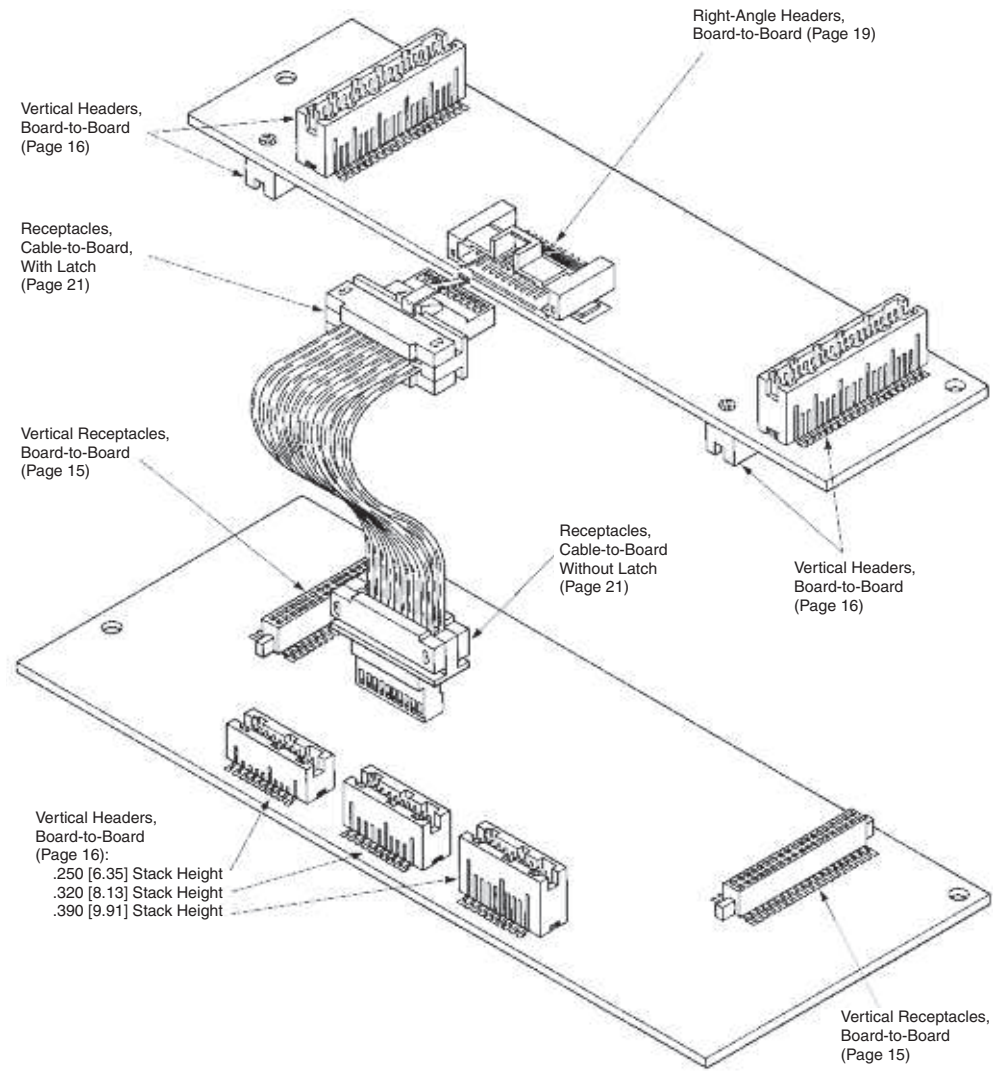 Right-Angle Headers,
Board-to-Board (Page 19)
Vertical Headers,
Board-to-Board
(Page 16)
Receptacles,
Cable-to-Board,
With Latch
(Page 21)
Vertical Receptacles,
Board-to-Board
(Page 15)
Receptacles,
Cable-to-Board
Without Latch
(Page 21)
Vertical Headers,
Board-to-Board
(Page 16)
Vertical Headers,
Board-to-Board
(Page 16):
.250 [6.35] Stack Height
.320 [8.13] Stack Height
.390 [9.91] Stack Height
Vertical Receptacles,
Board-to-Board
(Page 15)